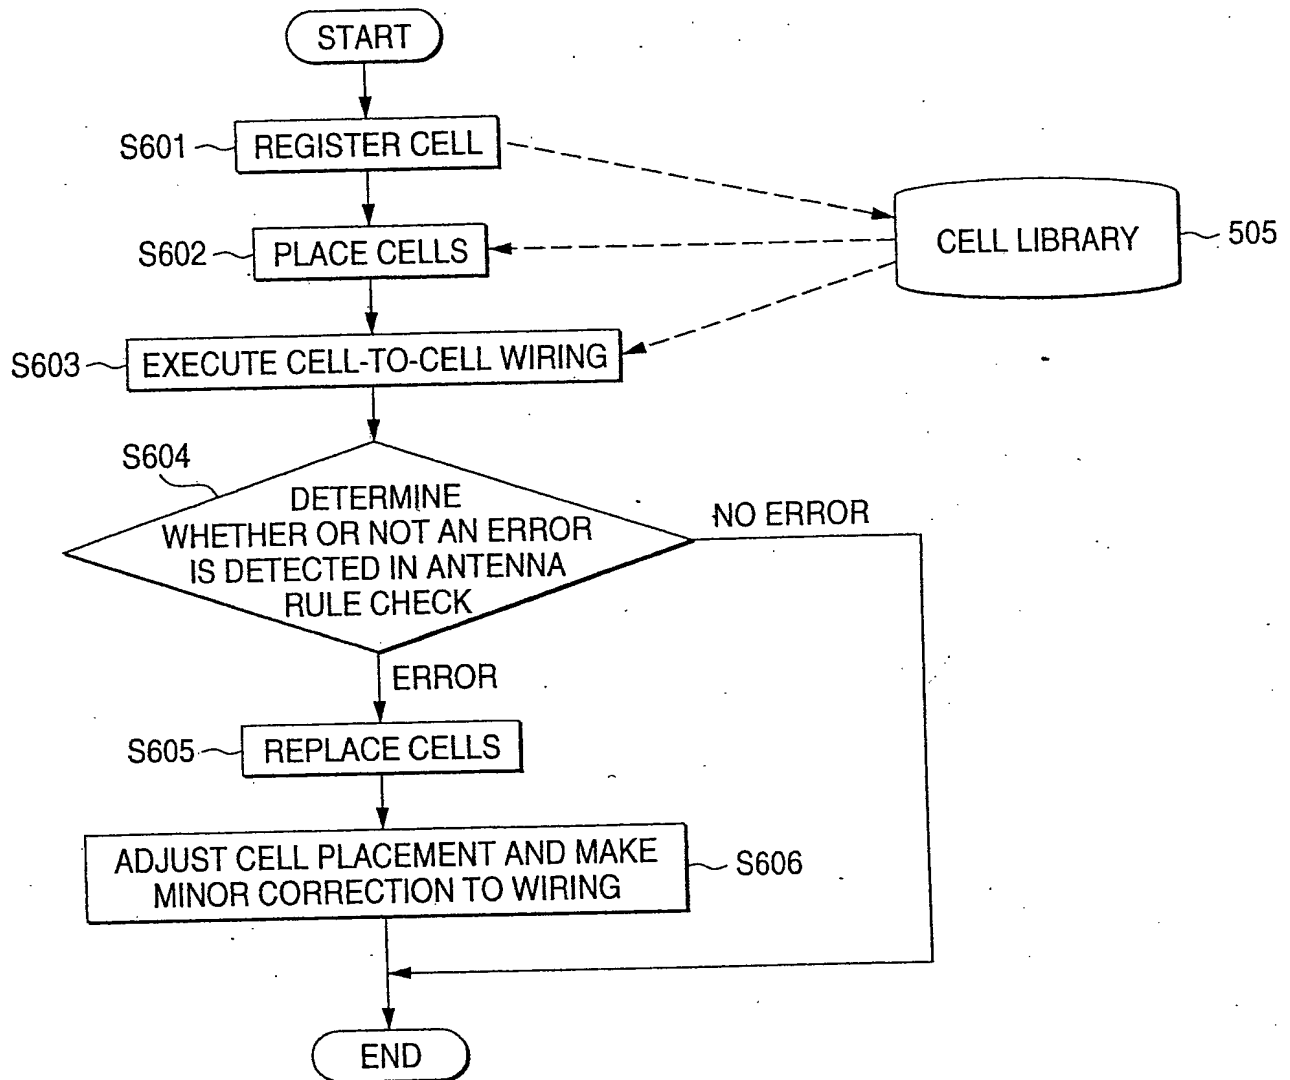 START
S601
REGISTER CELL
S602
PLACE CELLS
CELL LIBRARY
505
S603
EXECUTE CELL-TO-CELL WIRING
S604
DETERMINE
WHETHER OR NOT AN ERROR
IS DETECTED IN ANTENNA
RULE CHECK
NO ERROR
ERROR
S605
REPLACE CELLS
ADJUST CELL PLACEMENT AND MAKE
MINOR CORRECTION TO WIRING
S606
END